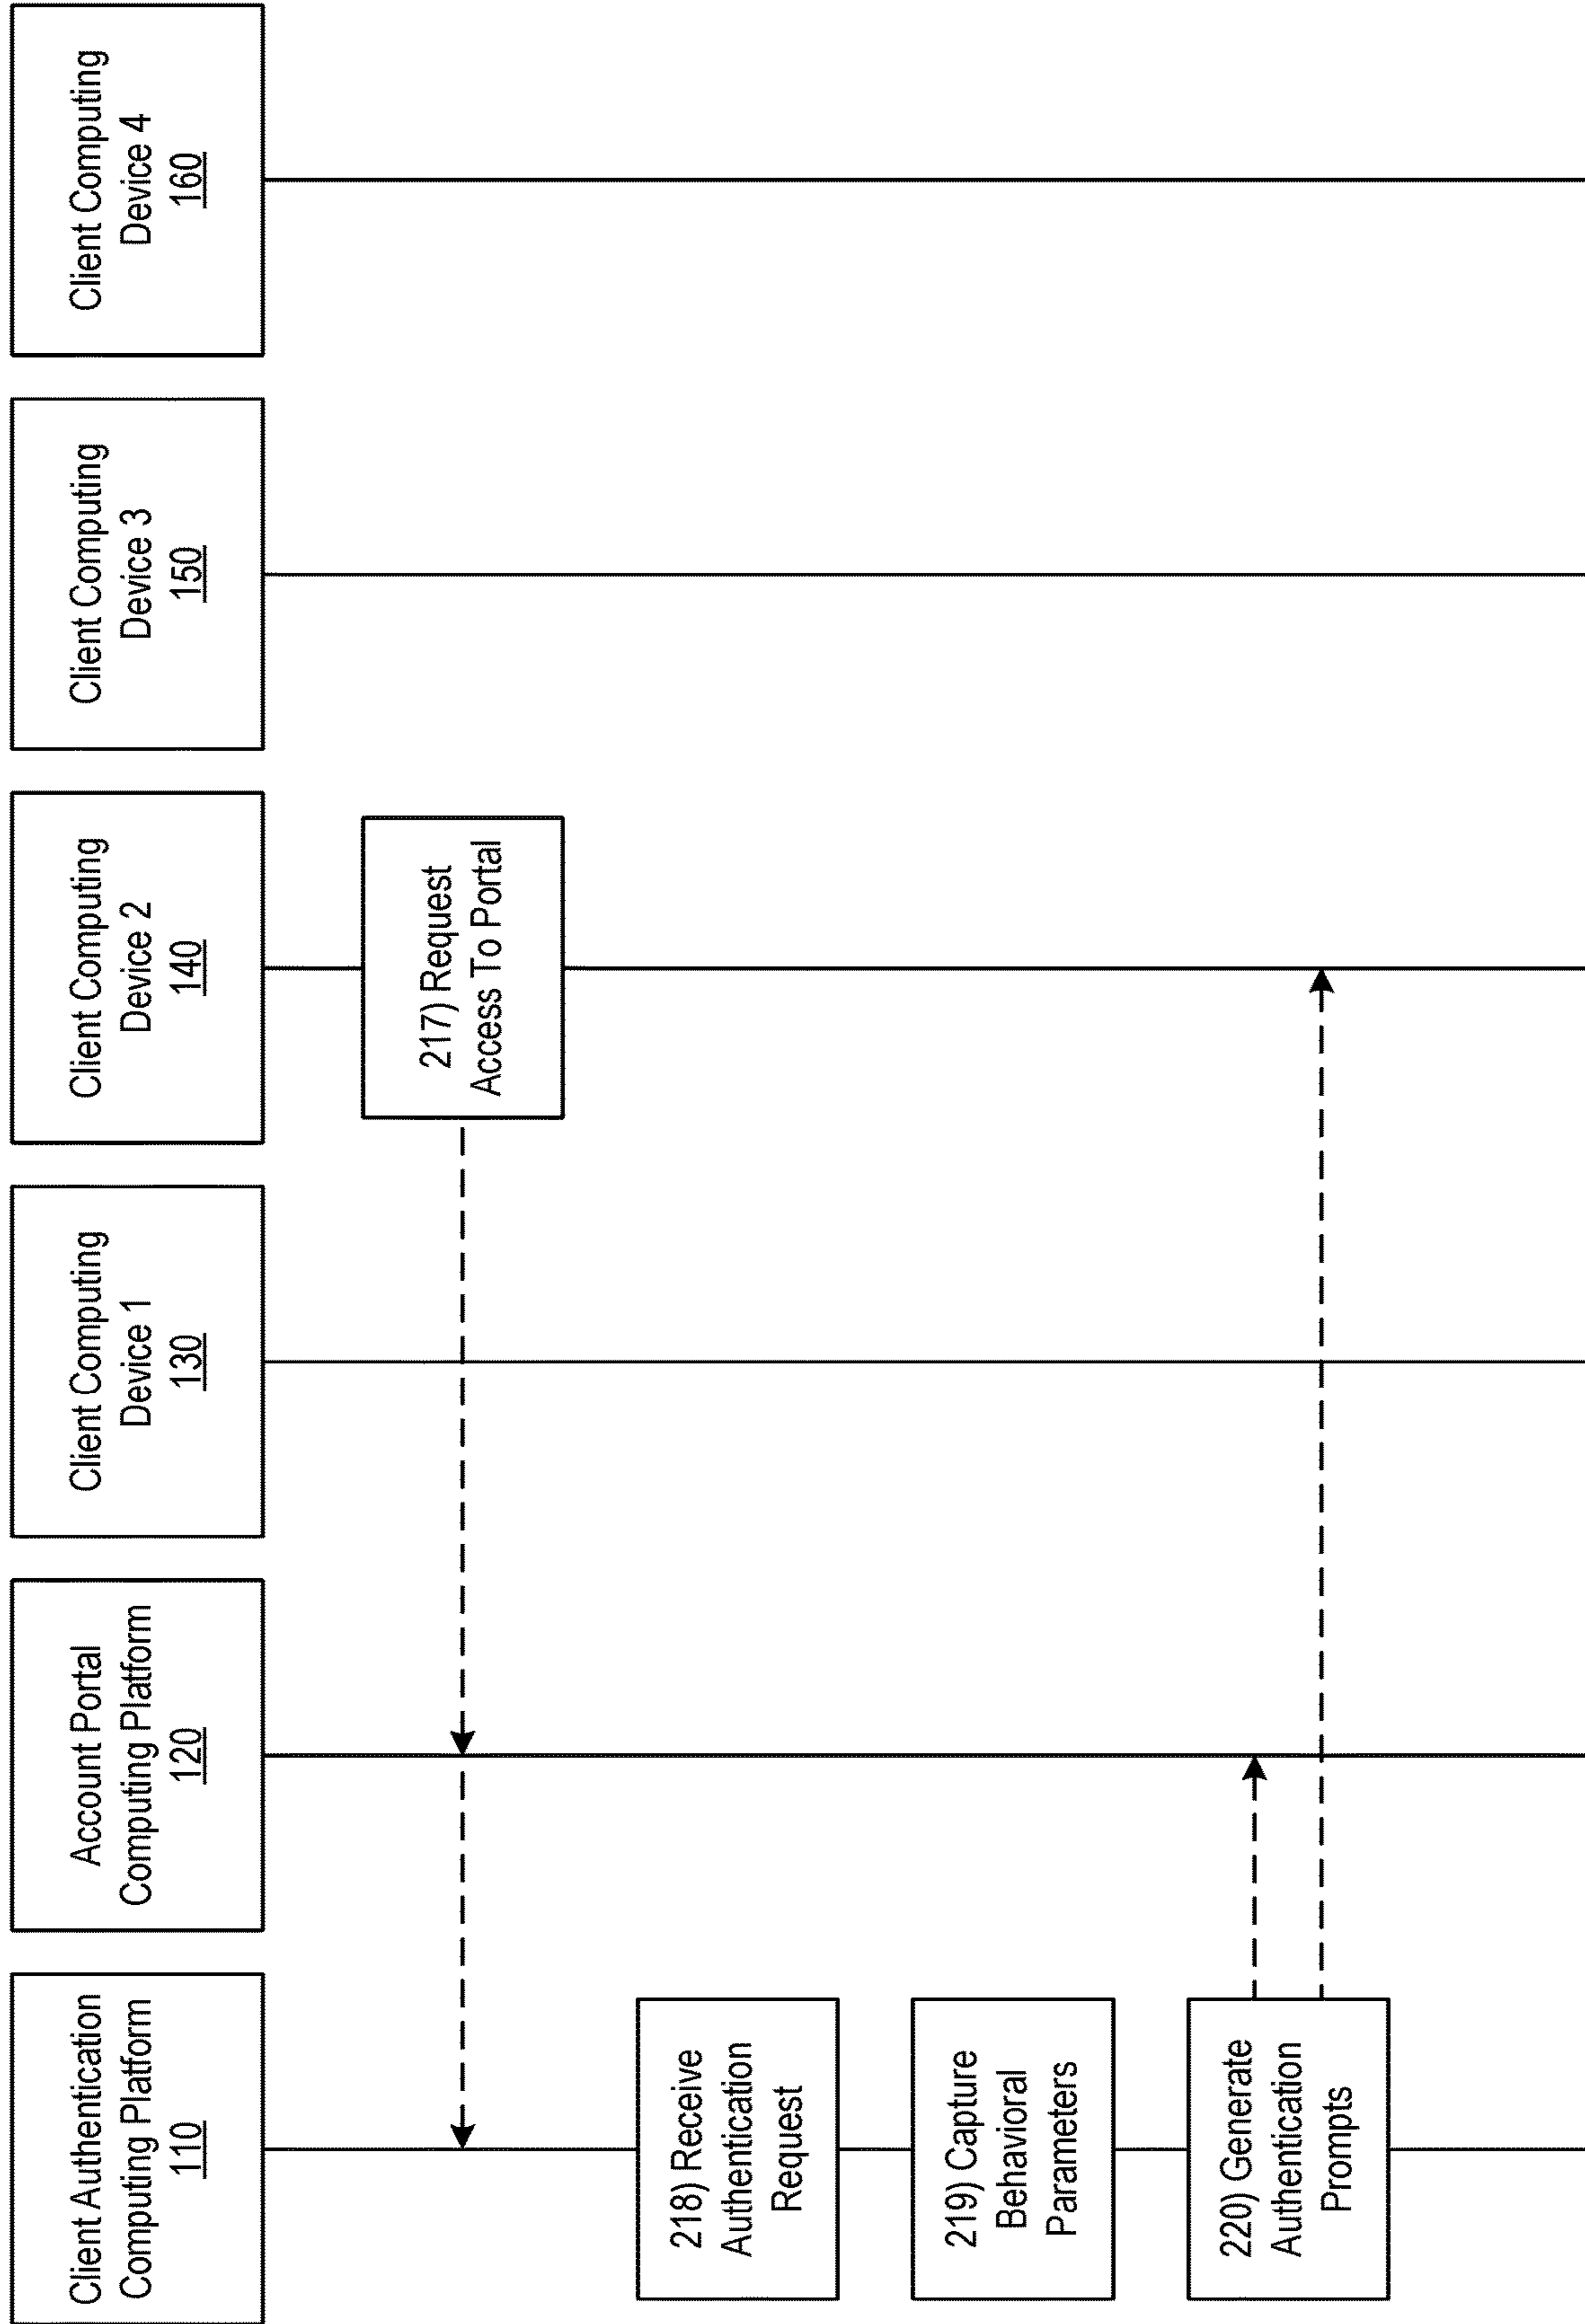 Client Authentication
Computing Platform
110
Account Portal
Computing Platform
120
Client Computing
Device 1
130
Client Computing
Device 2
140
Client Computing
Device 3
150
Client Computing
Device 4
160
217) Request
Access To Portal
218) Receive
Authentication
Request
219) Capture
Behavioral
Parameters
220) Generate
Authentication
Prompts